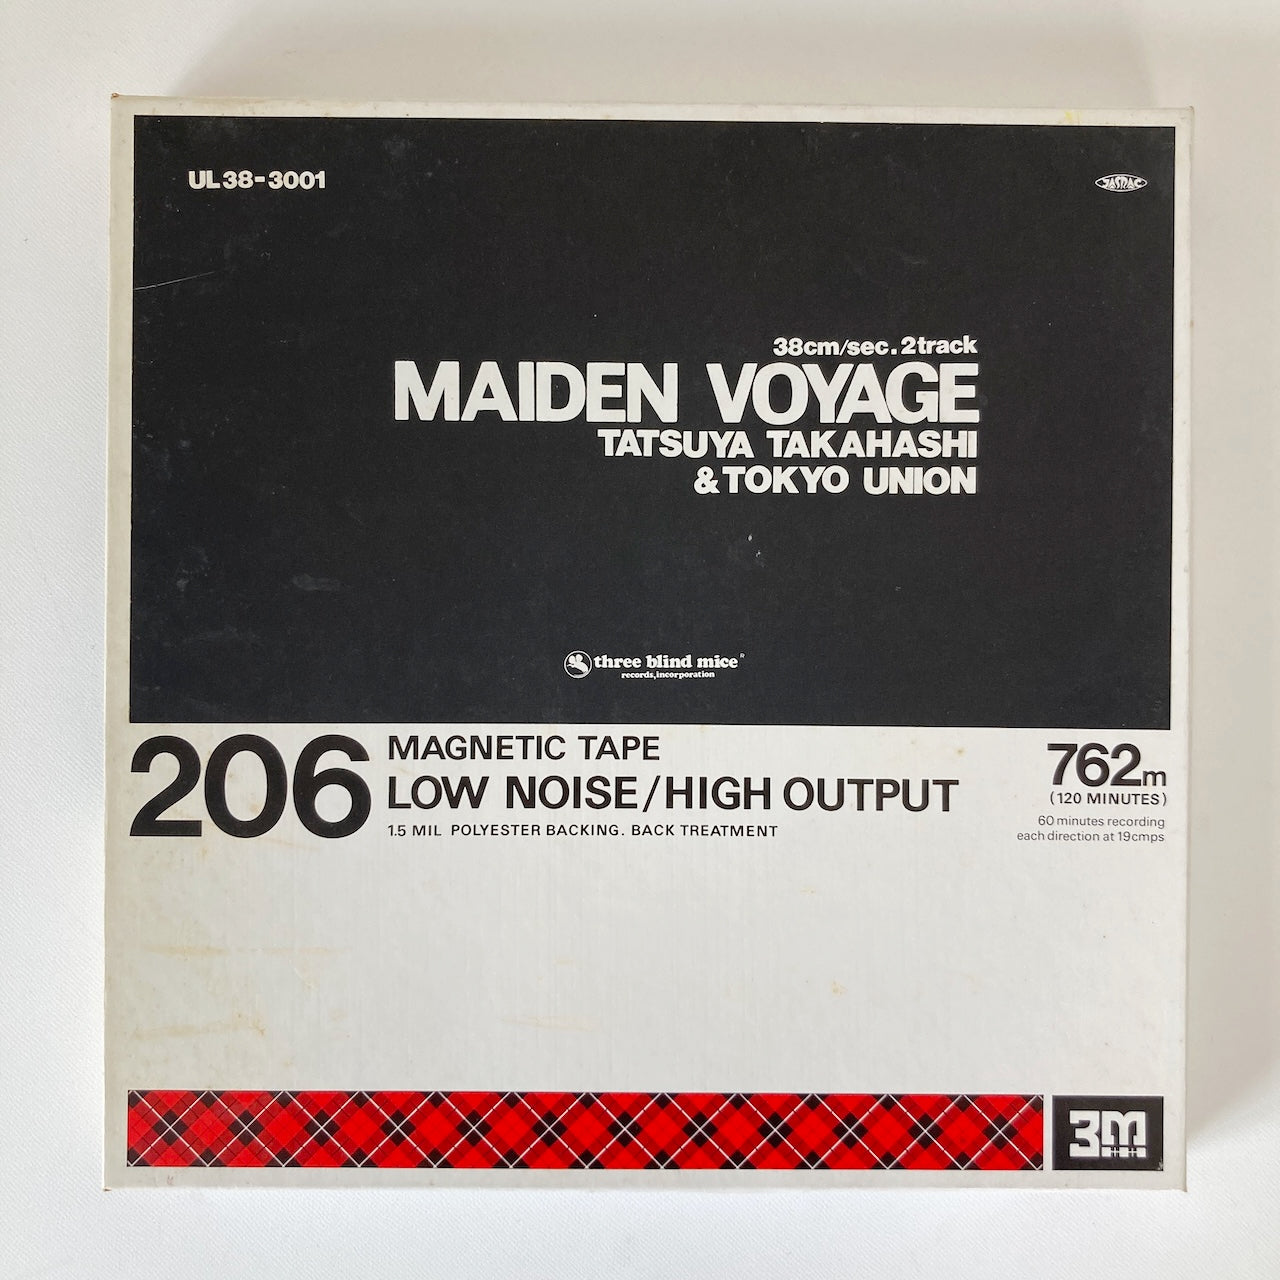 UL38-3001
JASRAC
38cm/sec. 2track
MAIDEN VOYAGE
TATSUYA TAKAHASHI
& TOKYO UNION
three blind mice R
records, incorporation
206
MAGNETIC TAPE
LOW NOISE/HIGH OUTPUT
1.5 MIL POLYESTER BACKING. BACK TREATMENT
762m
(120 MINUTES)
60 minutes recording
each direction at 19cmps
3M